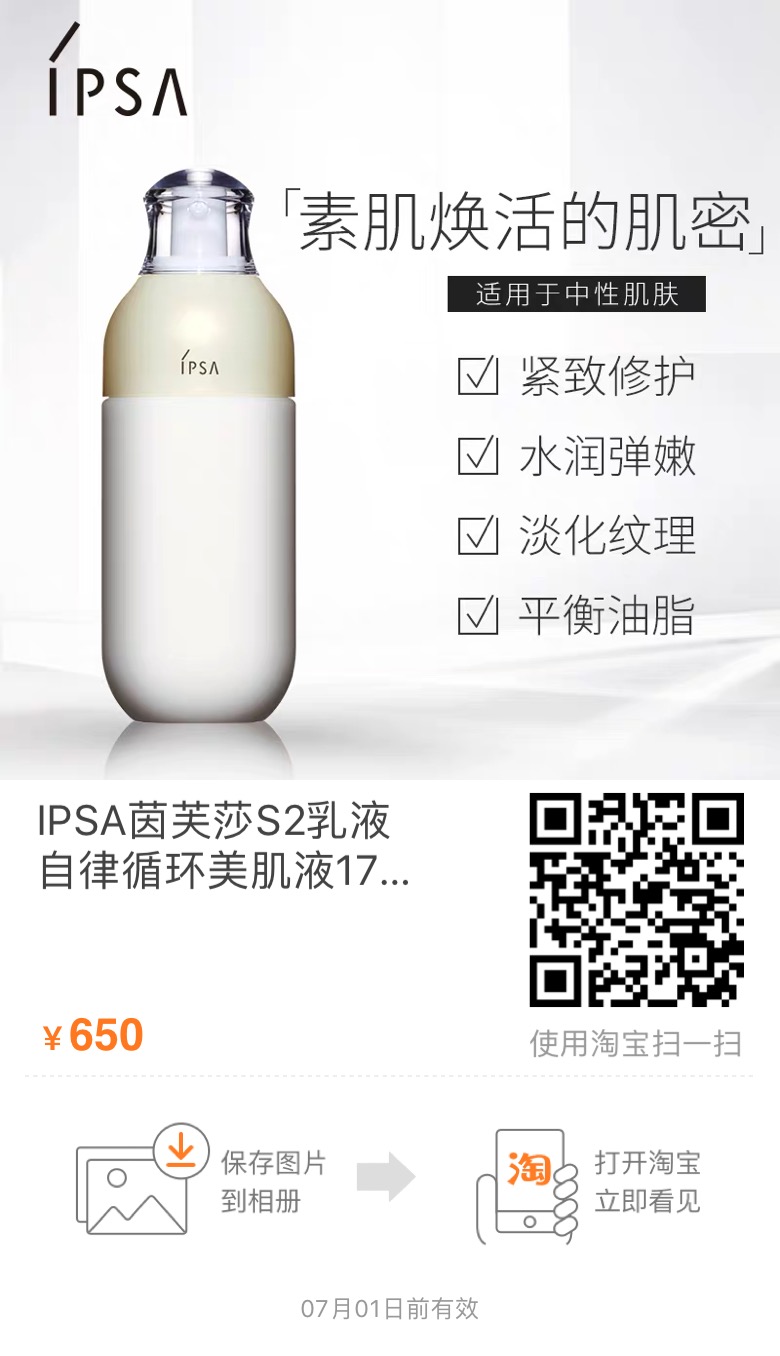 IPSA
「素肌焕活的肌密」
适用于中性肌肤
IPSA
紧致修护
水润弹嫩
淡化纹理
平衡油脂
IPSA茵芙莎S2乳液
自律循环美肌液17...
¥650
使用淘宝扫一扫
保存图片
到相册
淘
打开淘宝
立即看见
07月01日前有效